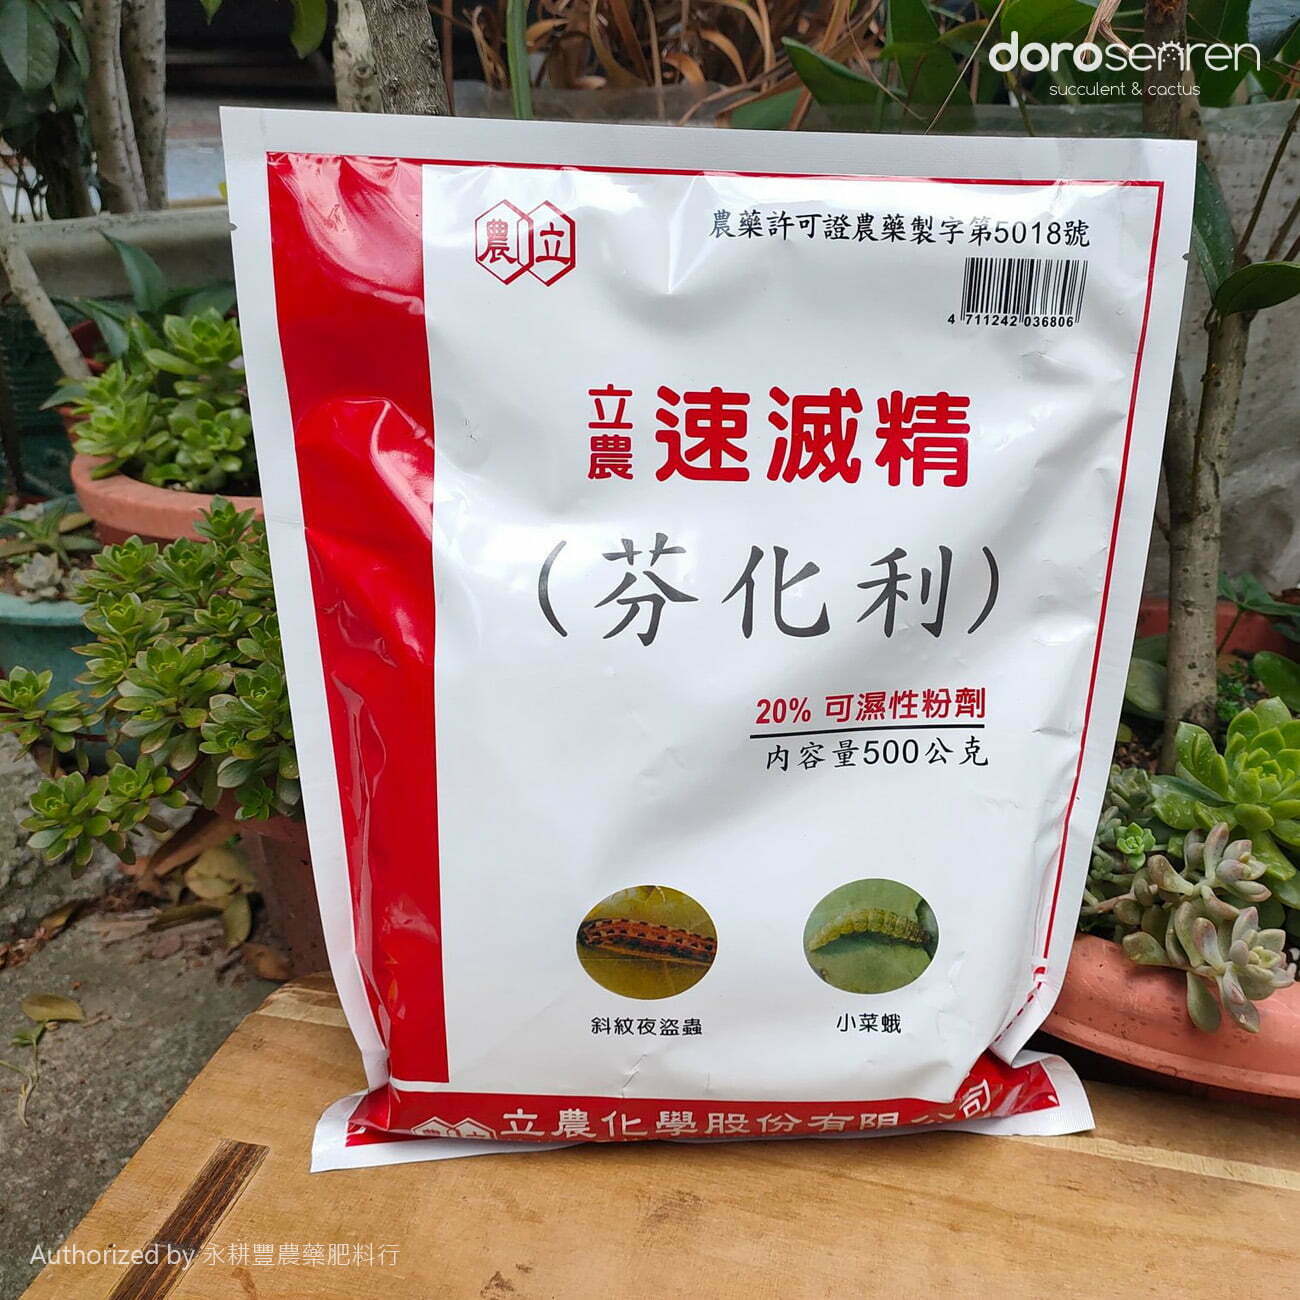 dorosenren
succulent & cactus
農立
農藥許可證農藥製字第5018號
4 711242 036806
立農 速滅精
(芬化利)
20% 可濕性粉劑
內容量500公克
斜紋夜盜蟲
小菜蛾
立農化學股份有限公司
Authorized by 永耕豐農藥肥料行